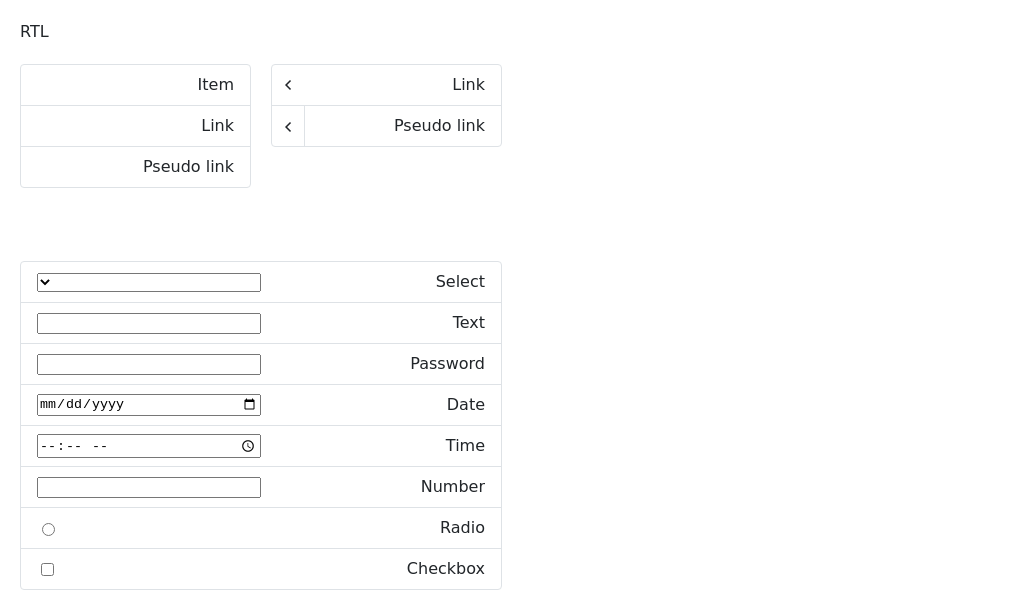 RTL
Item
Link
Pseudo link
Link
Pseudo link
Select
Text
Password
mm/dd/yyyy Date
--:-- -- Time
Number
Radio
Checkbox